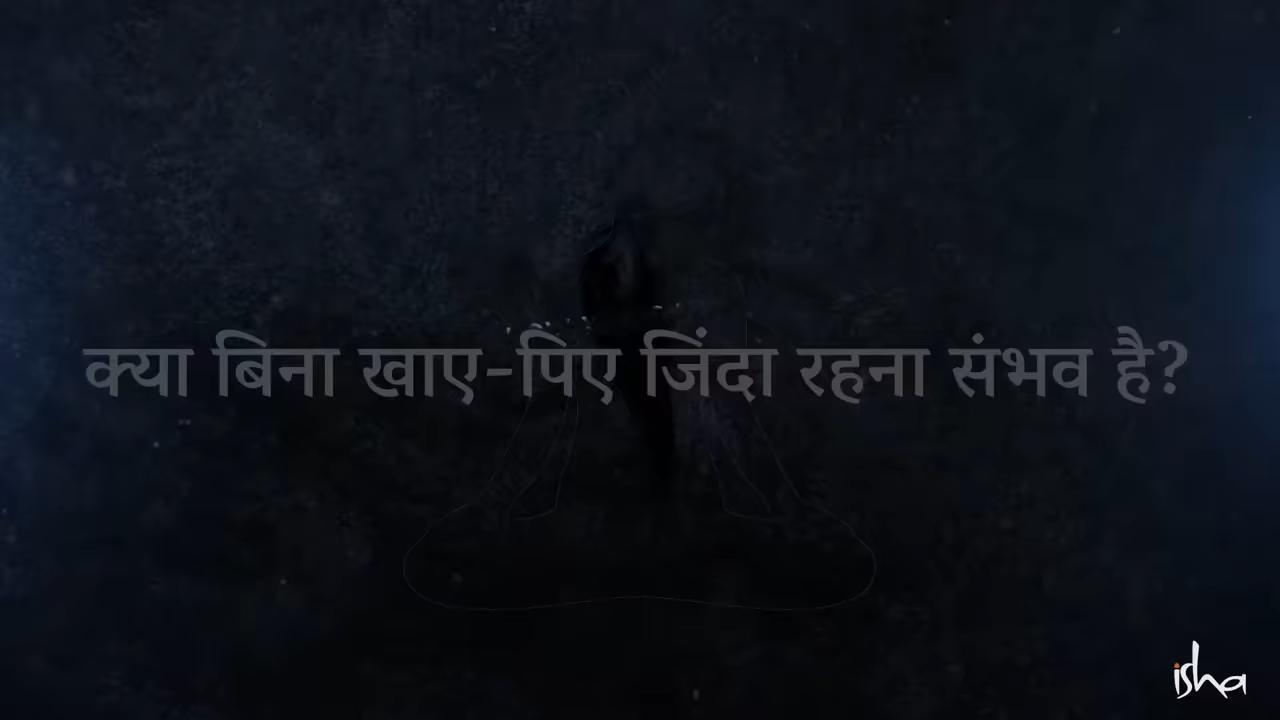 क्या बिना खाए-पिए जिंदा रहना संभव है?
isha